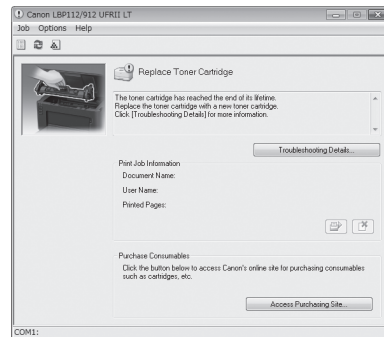 Canon LBP112/912 UFRII LT
Job Options Help
Replace Toner Cartridge
The toner cartridge has reached the end of its lifetime.
Replace the toner cartridge with a new toner cartridge.
Click [Troubleshooting Details] for more information.
Troubleshooting Details...
Print Job Information
Document Name:
User Name:
Printed Pages:
Purchase Consumables
Click the button below to access Canon's online site for purchasing consumables
such as cartridges, etc.
Access Purchasing Site...
COM1: